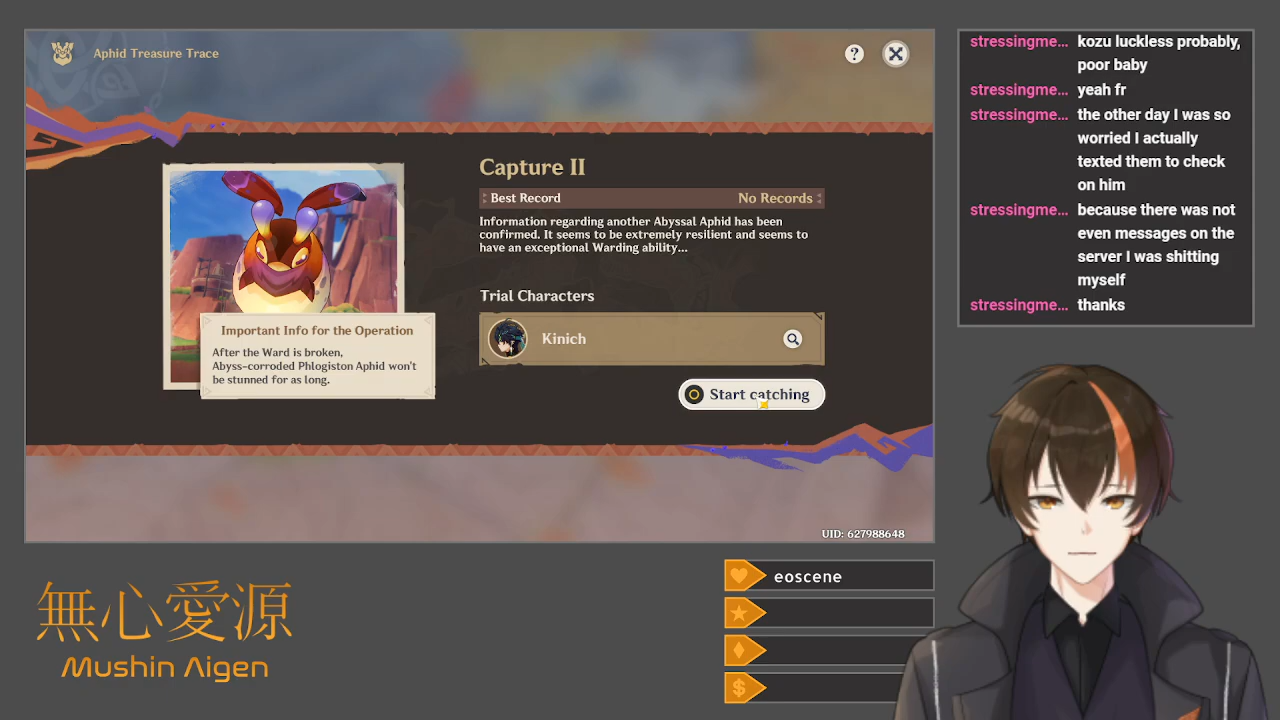 Aphid Treasure Trace
?
Capture II
Best Record No Records
Information regarding another Abyssal Aphid has been
confirmed. It seems to be extremely resilient and seems to
have an exceptional Warding ability...
Important Info for the Operation
After the Ward is broken,
Abyss-corroded Phlogiston Aphid won't
be stunned for as long.
Trial Characters
Kinich
Start catching
UID: 627988648
stressingme... kozu luckless probably,
poor baby
stressingme... yeah fr
stressingme... the other day I was so
worried I actually
texted them to check
on him
stressingme... because there was not
even messages on the
server I was shitting
myself
stressingme... thanks
無心愛源
Mushin Aigen
eoscene
$